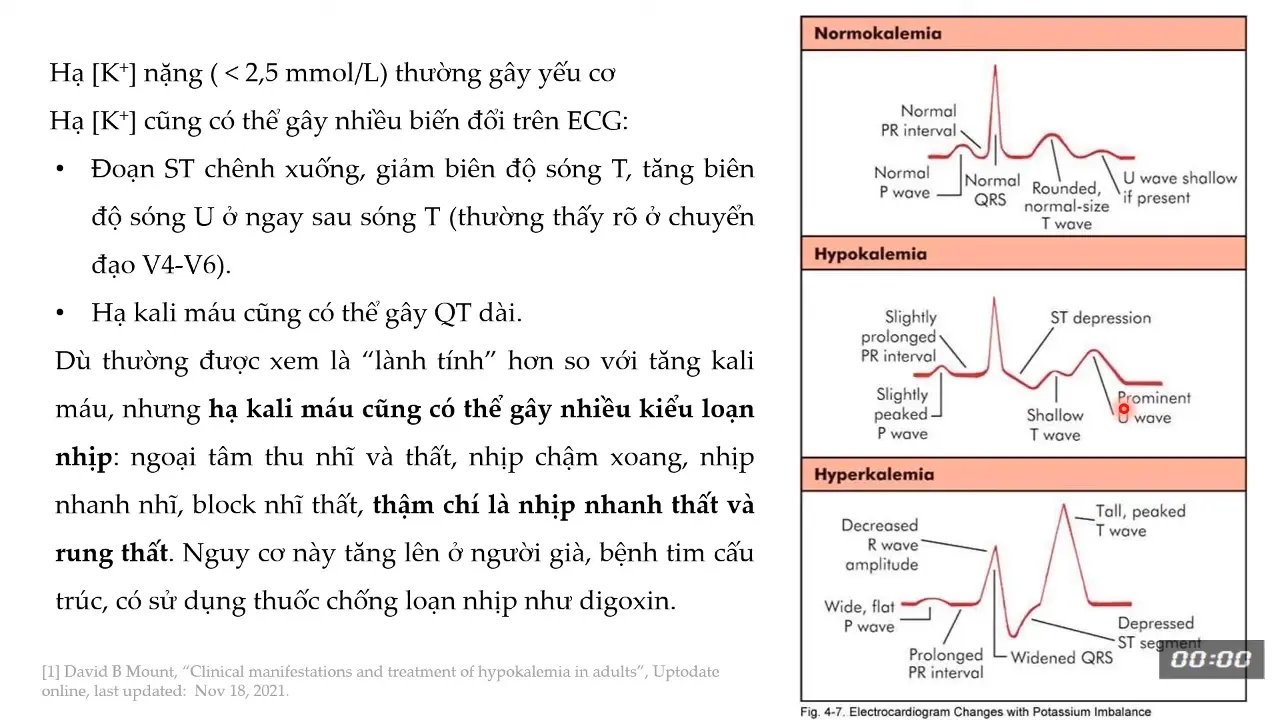 Hạ [K⁺] nặng ( < 2,5 mmol/L) thường gây yếu cơ
Hạ [K⁺] cũng có thể gây nhiều biến đổi trên ECG:
• Đoạn ST chênh xuống, giảm biên độ sóng T, tăng biên
độ sóng U ở ngay sau sóng T (thường thấy rõ ở chuyển
đạo V4-V6).
• Hạ kali máu cũng có thể gây QT dài.
Dù thường được xem là “lành tính” hơn so với tăng kali
máu, nhưng hạ kali máu cũng có thể gây nhiều kiểu loạn
nhịp: ngoại tâm thu nhĩ và thất, nhịp chậm xoang, nhịp
nhanh nhĩ, block nhĩ thất, thậm chí là nhịp nhanh thất và
rung thất. Nguy cơ này tăng lên ở người già, bệnh tim cấu
trúc, có sử dụng thuốc chống loạn nhịp như digoxin.
[1] David B Mount, “Clinical manifestations and treatment of hypokalemia in adults”, Uptodate
online, last updated: Nov 18, 2021.
Normokalemia
Normal
PR interval
Normal
P wave
Normal
QRS
Rounded,
normal-size
T wave
U wave shallow
if present
Hypokalemia
Slightly
prolonged
PR interval
Slightly
peaked
P wave
ST depression
Shallow
T wave
Prominent
U wave
Hyperkalemia
Decreased
R wave
amplitude
Wide, flat
P wave
Prolonged
PR interval
Widened QRS
Tall, peaked
T wave
Depressed
ST segment
00:00
Fig. 4-7. Electrocardiogram Changes with Potassium Imbalance